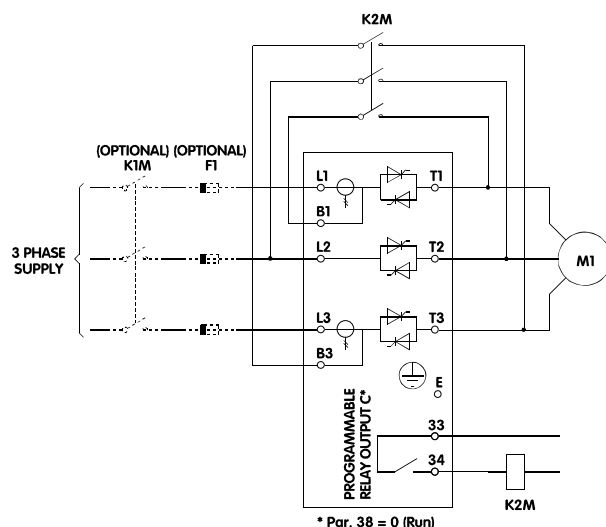 K2M
(OPTIONAL) (OPTIONAL)
K1M F1
L1 T1
B1
L2 T2
3 PHASE
SUPPLY
M1
L3 T3
B3
E
PROGRAMMABLE
RELAY OUTPUT C*
33
34
K2M
* Par. 38 = 0 (Run)